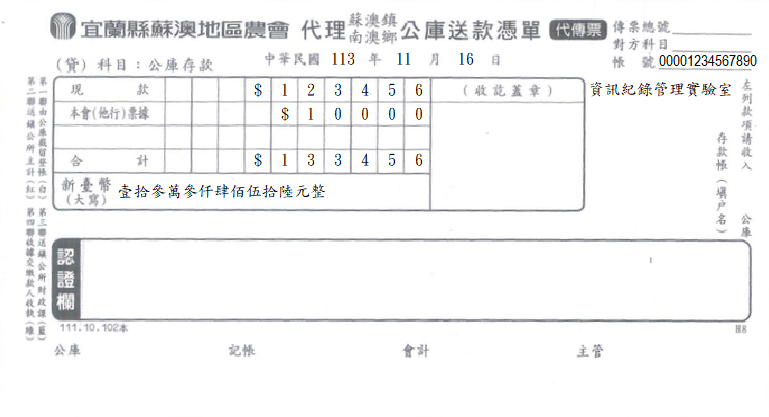 宜蘭縣蘇澳地區農會 代理 蘇澳鎮 南澳鄉 公庫送款憑單 代傳票
傳票總號
對方科目
帳號 00001234567890
中華民國 113 年 11 月 16 日
(貸)科目:公庫存款
現款 $ 1 2 3 4 5 6
(收訖蓋章)
資訊紀錄管理實驗室
本會(他行)票據 $ 1 0 0 0 0
合計 $ 1 3 3 4 5 6
新臺幣(大寫) 壹拾參萬參仟肆佰伍拾陸元整
左列款項請收入
存款帳(填戶名)
公庫
第一聯由公庫處登帳(白)
第二聯送鎮公所主計(紅)
第三聯送鎮公所財政課(藍)
第四聯收據交繳款人收執(綠)
認證欄
111.10.102本
H8
公庫 記帳 會計 主管